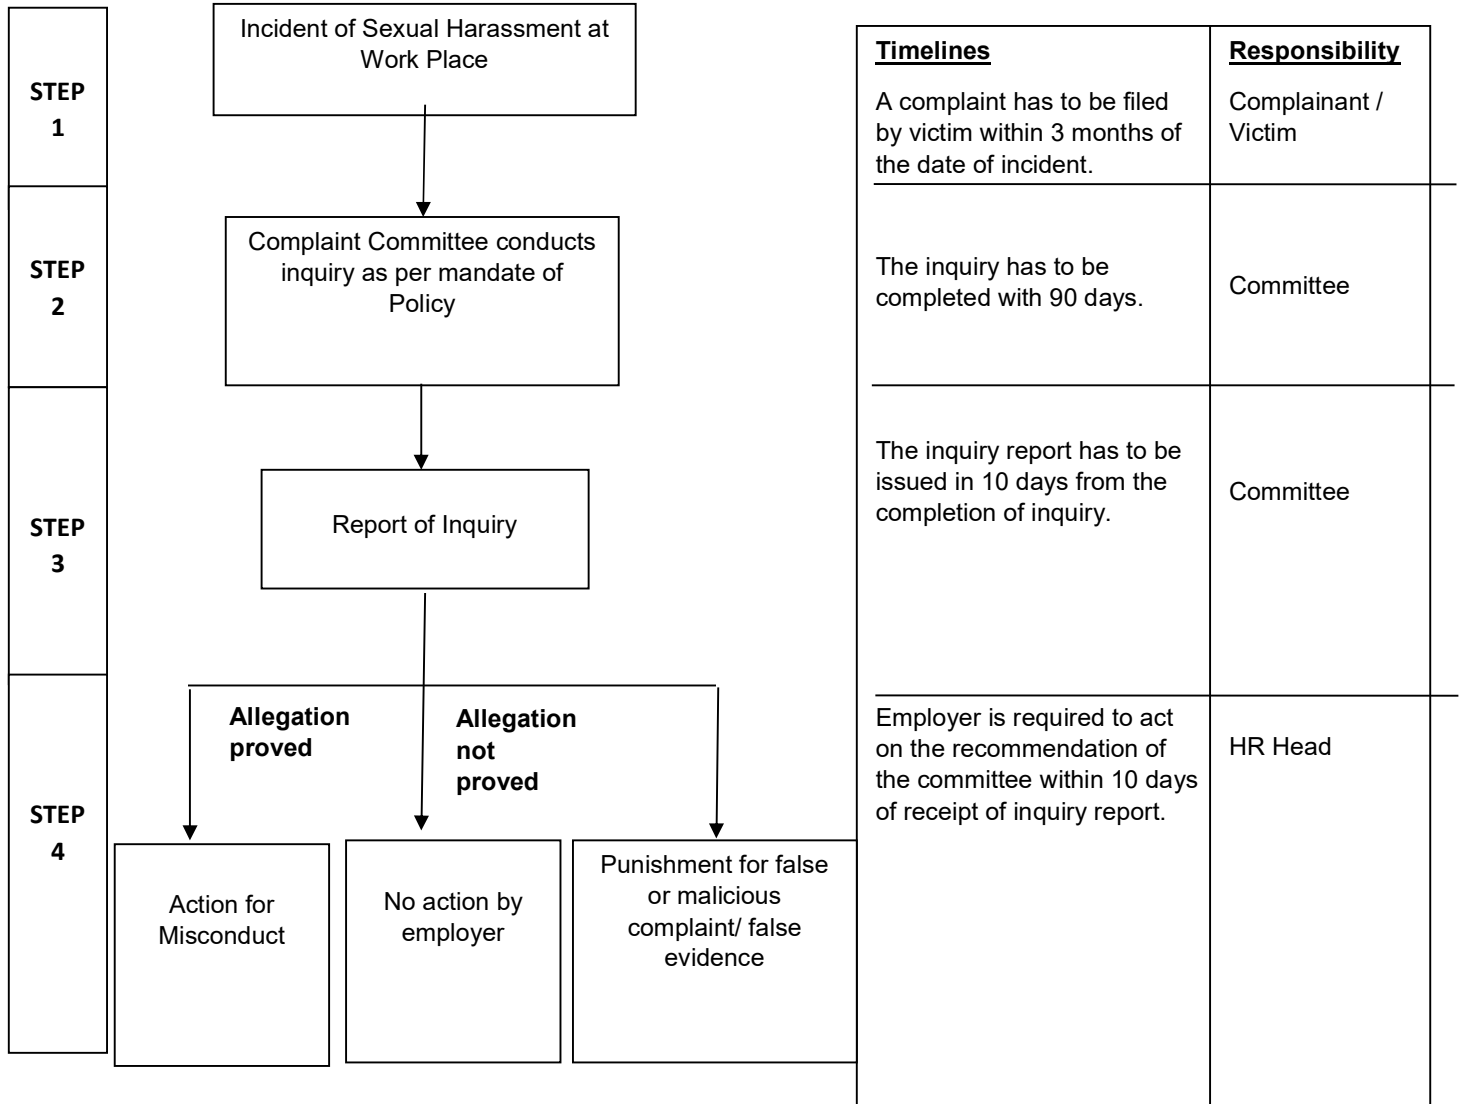 STEP
1
Incident of Sexual Harassment at
Work Place
Timelines
Responsibility
A complaint has to be filed
by victim within 3 months of
the date of incident.
Complainant /
Victim
STEP
2
Complaint Committee conducts
inquiry as per mandate of
Policy
The inquiry has to be
completed with 90 days.
Committee
STEP
3
Report of Inquiry
The inquiry report has to be
issued in 10 days from the
completion of inquiry.
Committee
STEP
4
Allegation
proved
Allegation
not
proved
Action for
Misconduct
No action by
employer
Punishment for false
or malicious
complaint/ false
evidence
Employer is required to act
on the recommendation of
the committee within 10 days
of receipt of inquiry report.
HR Head